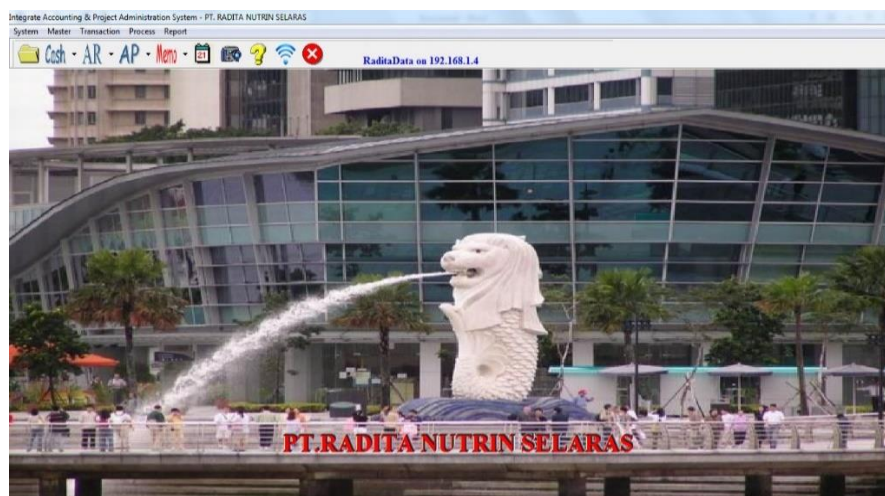 Integrate Accounting & Project Administration System - PT. RADITA NUTRIN SELARAS
System Master Transaction Process Report
Cash AR AP Memo 21
RaditaData on 192.168.1.4
PT.RADITA NUTRIN SELARAS